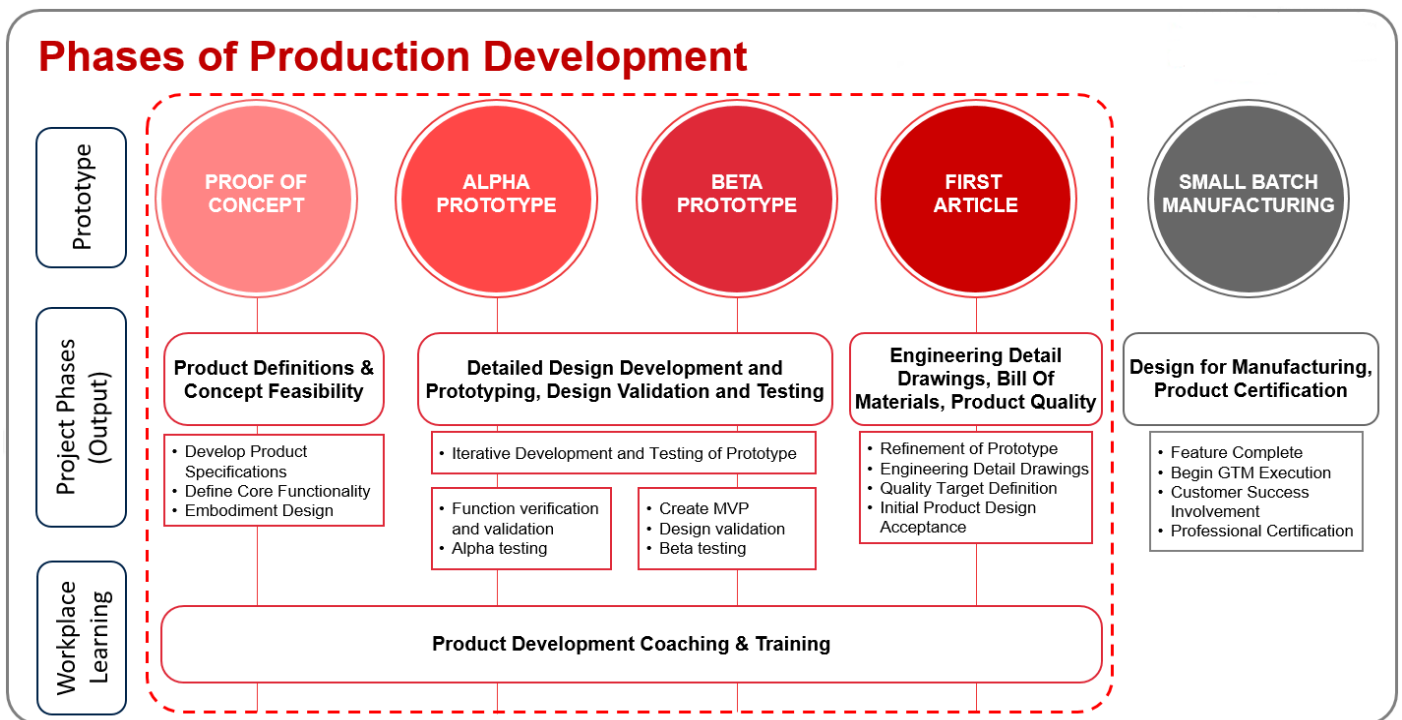 Phases of Production Development
Prototype
PROOF OF
CONCEPT
ALPHA
PROTOTYPE
BETA
PROTOTYPE
FIRST
ARTICLE
SMALL BATCH
MANUFACTURING
Project Phases
(Output)
Product Definitions &
Concept Feasibility
• Develop Product
Specifications
• Define Core Functionality
• Embodiment Design
Detailed Design Development and
Prototyping, Design Validation and Testing
• Iterative Development and Testing of Prototype
• Function verification
and validation
• Alpha testing
• Create MVP
• Design validation
• Beta testing
Engineering Detail
Drawings, Bill Of
Materials, Product Quality
• Refinement of Prototype
• Engineering Detail Drawings
• Quality Target Definition
• Initial Product Design
Acceptance
Design for Manufacturing,
Product Certification
• Feature Complete
• Begin GTM Execution
• Customer Success
Involvement
• Professional Certification
Workplace
Learning
Product Development Coaching & Training